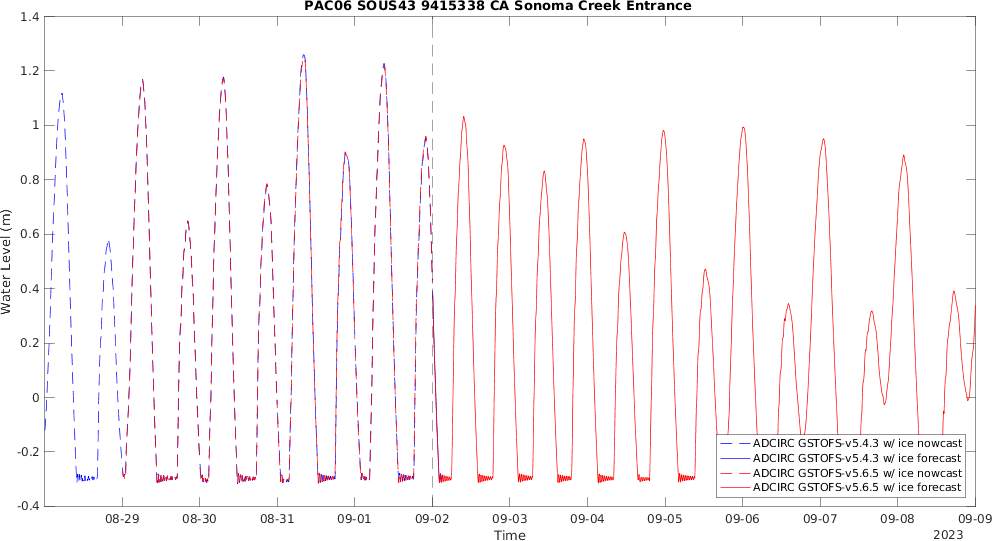 PAC06 SOUS43 9415338 CA Sonoma Creek Entrance
1.4
1.2
1
0.8
0.6
0.4
0.2
0
-0.2
-0.4
Water Level (m)
ADCIRC GSTOFS-v5.4.3 w/ ice nowcast
ADCIRC GSTOFS-v5.4.3 w/ ice forecast
ADCIRC GSTOFS-v5.6.5 w/ ice nowcast
ADCIRC GSTOFS-v5.6.5 w/ ice forecast
08-29 08-30 08-31 09-01 09-02 09-03 09-04 09-05 09-06 09-07 09-08 09-09
Time
2023